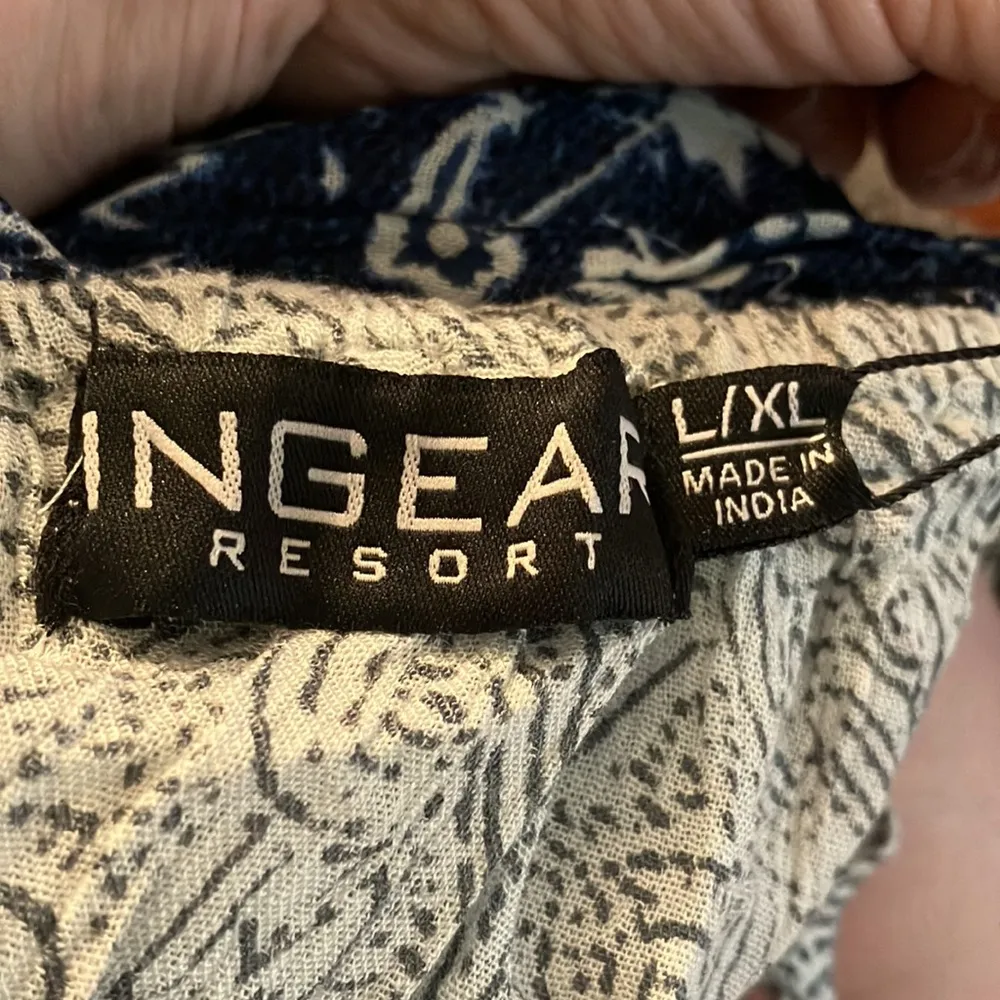 INGEAR
RESORT
L/XL
MADE IN
INDIA